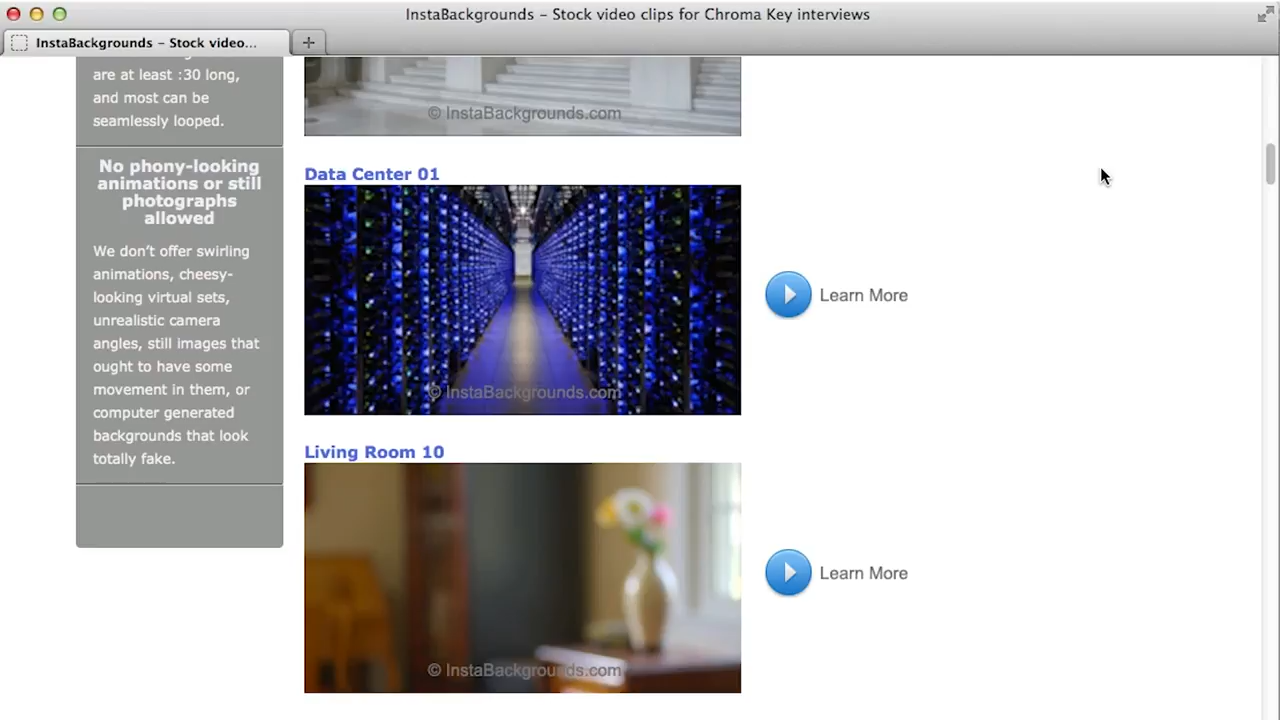 InstaBackgrounds – Stock video clips for Chroma Key interviews
InstaBackgrounds – Stock video...
are at least :30 long,
and most can be
seamlessly looped.
No phony-looking
animations or still
photographs
allowed
We don’t offer swirling
animations, cheesy-
looking virtual sets,
unrealistic camera
angles, still images that
ought to have some
movement in them, or
computer generated
backgrounds that look
totally fake.
© InstaBackgrounds.com
Data Center 01
© InstaBackgrounds.com
Learn More
Living Room 10
© InstaBackgrounds.com
Learn More